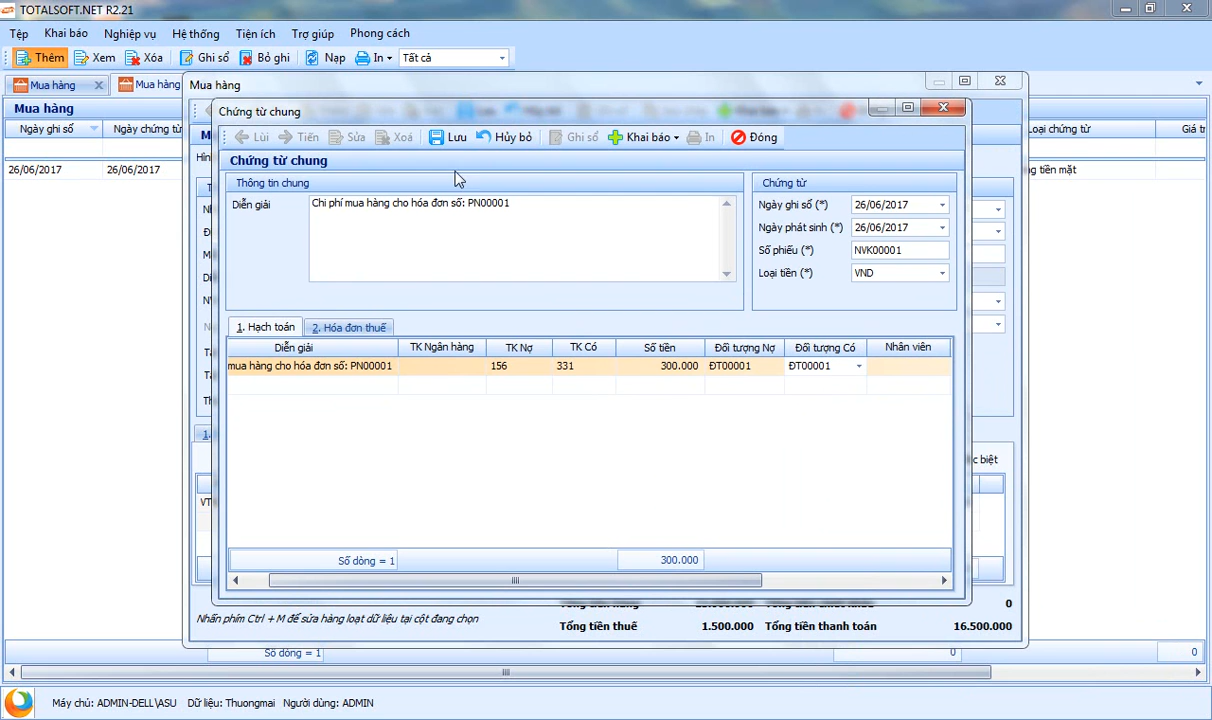 TOTALSOFT.NET R2.21
Tệp Khai báo Nghiệp vụ Hệ thống Tiện ích Trợ giúp Phong cách
Thêm Xem Xóa Ghi sổ Bỏ ghi Nạp In Tất cả
Mua hàng Mua hàng
Mua hàng
Mua hàng
Ngày ghi sổ Ngày chứng từ Loại chứng từ Giá tr
26/06/2017 26/06/2017 g tiền mặt
Chứng từ chung
Lùi Tiến Sửa Xoá Lưu Hủy bỏ Ghi sổ Khai báo In Đóng
Chứng từ chung
Thông tin chung Chứng từ
Diễn giải Chi phí mua hàng cho hóa đơn số: PN00001
Ngày ghi sổ (*) 26/06/2017
Ngày phát sinh (*) 26/06/2017
Số phiếu (*) NVK00001
Loại tiền (*) VND
1. Hạch toán 2. Hóa đơn thuế
Diễn giải TK Ngân hàng TK Nợ TK Có Số tiền Đối tượng Nợ Đối tượng Có Nhân viên
mua hàng cho hóa đơn số: PN00001 156 331 300.000 ĐT00001 ĐT00001
c biệt
VT
Số dòng = 1 300.000
0
Nhấn phím Ctrl + M để sửa hàng loạt dữ liệu tại cột đang chọn
Tổng tiền thuế 1.500.000 Tổng tiền thanh toán 16.500.000
Số dòng = 1 0 0
Máy chủ: ADMIN-DELL\ASU Dữ liệu: Thuongmai Người dùng: ADMIN